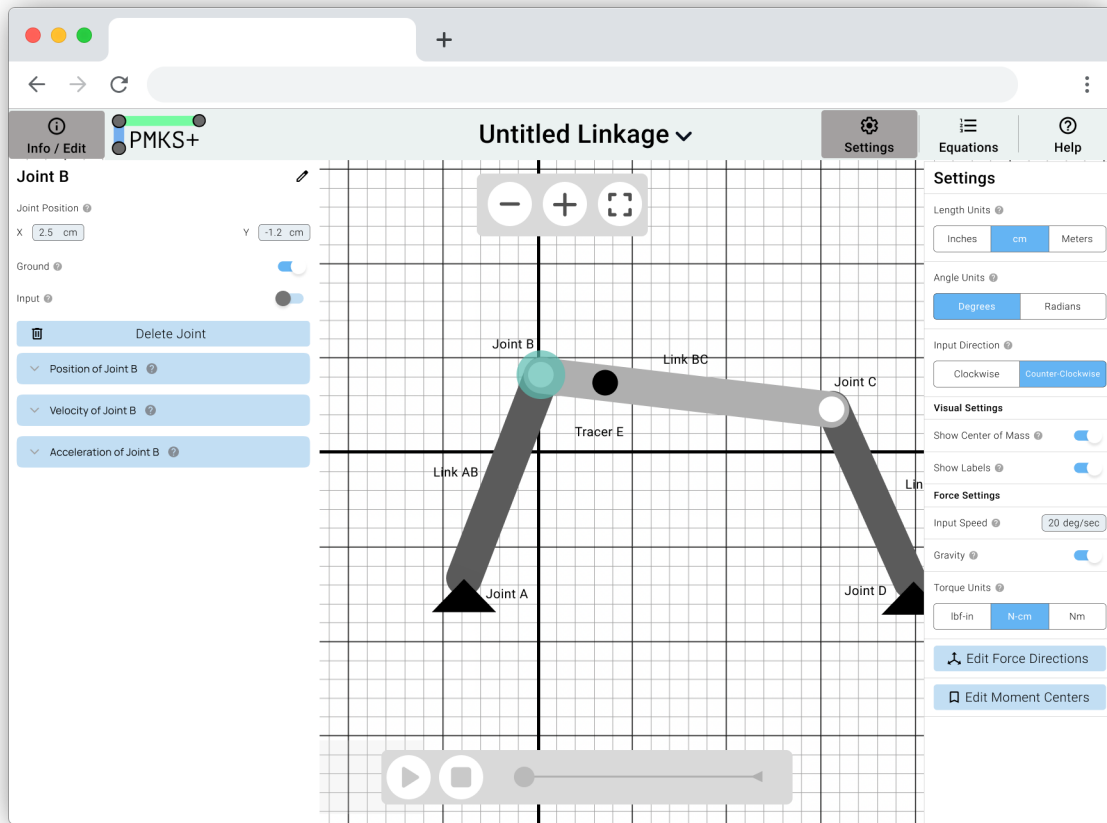 Info / Edit
PMKS+
Untitled Linkage
Settings
Equations
Help
Joint B
Joint Position
X 2.5 cm Y -1.2 cm
Ground
Input
Delete Joint
Position of Joint B
Velocity of Joint B
Acceleration of Joint B
Joint B
Link BC
Joint C
Tracer E
Link AB
Lin
Joint A
Joint D
Settings
Length Units
Inches cm Meters
Angle Units
Degrees Radians
Input Direction
Clockwise Counter-Clockwise
Visual Settings
Show Center of Mass
Show Labels
Force Settings
Input Speed 20 deg/sec
Gravity
Torque Units
lbf-in N-cm Nm
Edit Force Directions
Edit Moment Centers